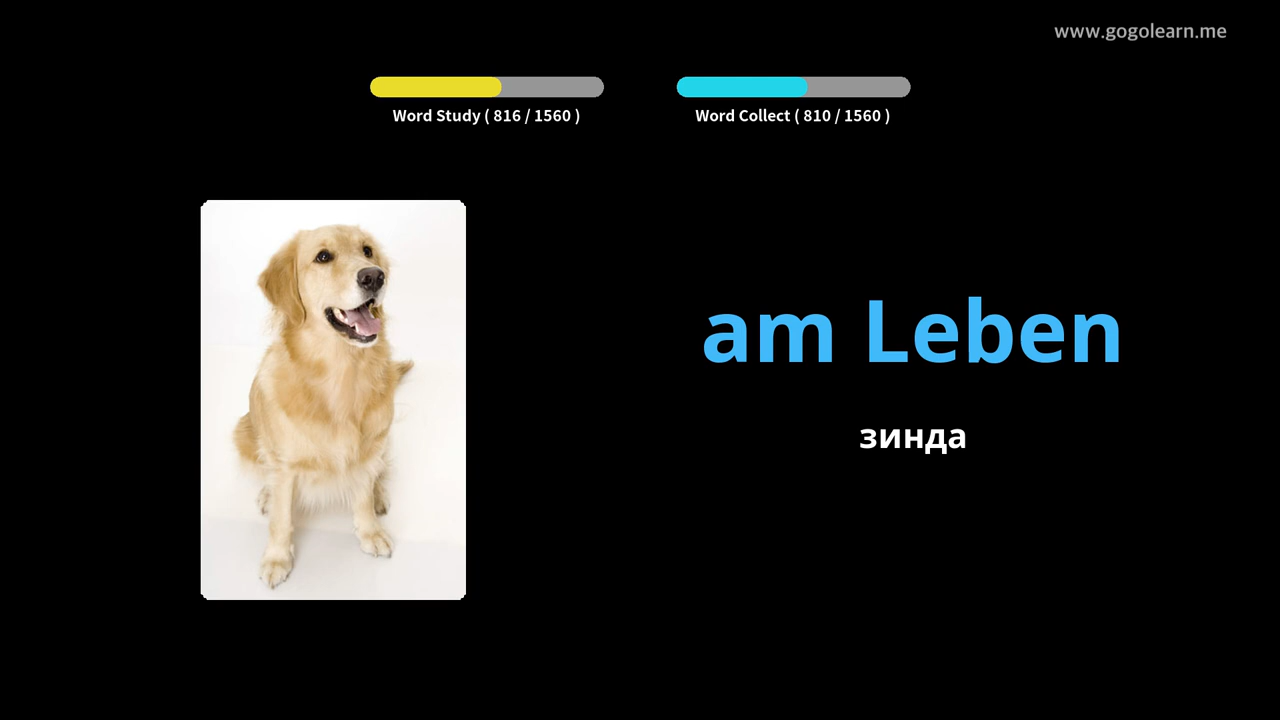 www.gogolearn.me
Word Study ( 816 / 1560 )
Word Collect ( 810 / 1560 )
am Leben
зинда